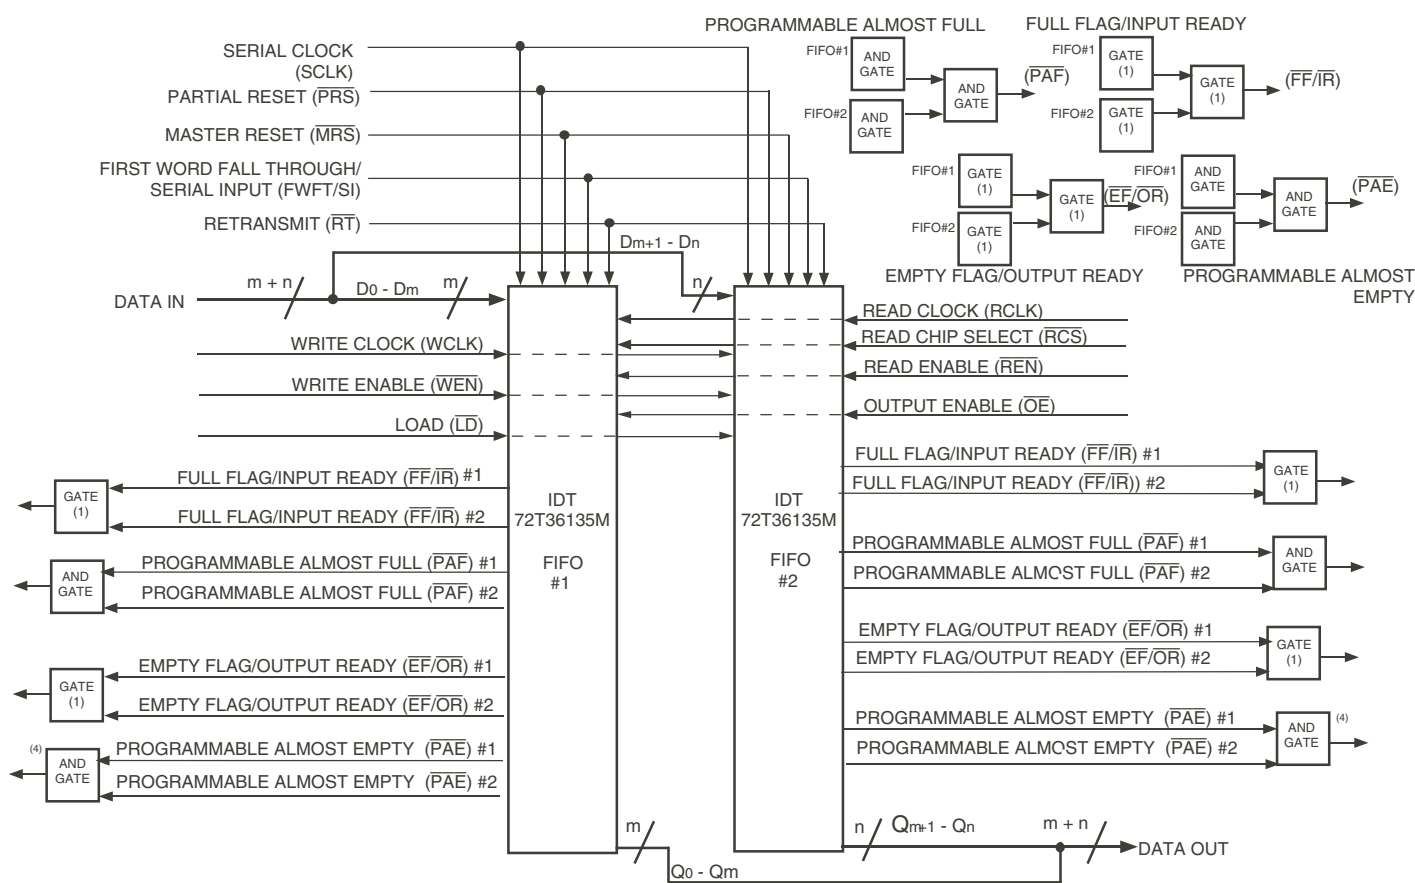 PROGRAMMABLE ALMOST FULL
FIFO#1
AND
GATE
FIFO#2
AND
GATE
AND
GATE
(PAF)
FULL FLAG/INPUT READY
FIFO#1
GATE
(1)
FIFO#2
GATE
(1)
GATE
(1)
(FF/IR)
FIFO#1
GATE
(1)
FIFO#2
GATE
(1)
GATE
(1)
(EF/OR)
EMPTY FLAG/OUTPUT READY
FIFO#1
AND
GATE
FIFO#2
AND
GATE
AND
GATE
(PAE)
PROGRAMMABLE ALMOST
EMPTY
SERIAL CLOCK
(SCLK)
PARTIAL RESET (PRS)
MASTER RESET (MRS)
FIRST WORD FALL THROUGH/
SERIAL INPUT (FWFT/SI)
RETRANSMIT (RT)
Dm+1 - Dn
DATA IN
m + n
D0 - Dm
m
n
WRITE CLOCK (WCLK)
WRITE ENABLE (WEN)
LOAD (LD)
READ CLOCK (RCLK)
READ CHIP SELECT (RCS)
READ ENABLE (REN)
OUTPUT ENABLE (OE)
GATE
(1)
FULL FLAG/INPUT READY (FF/IR) #1
FULL FLAG/INPUT READY (FF/IR) #2
AND
GATE
PROGRAMMABLE ALMOST FULL (PAF) #1
PROGRAMMABLE ALMOST FULL (PAF) #2
GATE
(1)
EMPTY FLAG/OUTPUT READY (EF/OR) #1
EMPTY FLAG/OUTPUT READY (EF/OR) #2
(4)
AND
GATE
PROGRAMMABLE ALMOST EMPTY (PAE) #1
PROGRAMMABLE ALMOST EMPTY (PAE) #2
IDT
72T36135M
FIFO
#1
IDT
72T36135M
FIFO
#2
FULL FLAG/INPUT READY (FF/IR) #1
FULL FLAG/INPUT READY (FF/IR)) #2
GATE
(1)
PROGRAMMABLE ALMOST FULL (PAF) #1
PROGRAMMABLE ALMOST FULL (PAF) #2
AND
GATE
EMPTY FLAG/OUTPUT READY (EF/OR) #1
EMPTY FLAG/OUTPUT READY (EF/OR) #2
GATE
(1)
PROGRAMMABLE ALMOST EMPTY (PAE) #1
PROGRAMMABLE ALMOST EMPTY (PAE) #2
AND
GATE
(4)
m
Q0 - Qm
n
Qm+1 - Qn
m + n
DATA OUT